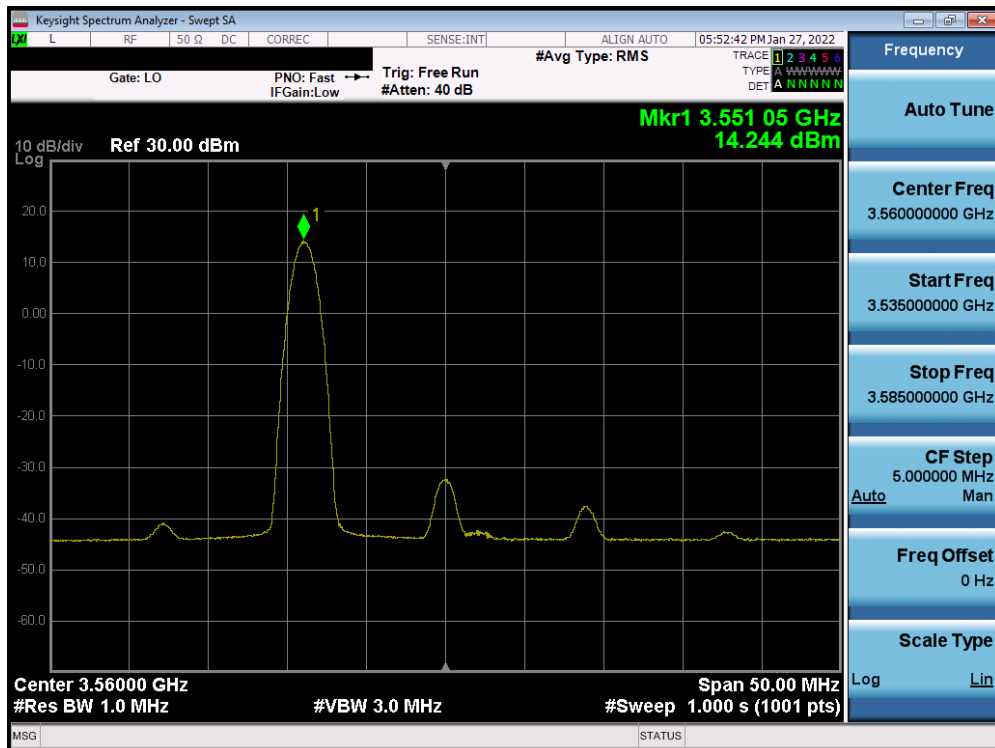 Keysight Spectrum Analyzer - Swept SA
LXI L RF 50 Ω DC CORREC SENSE:INT ALIGN AUTO 05:52:42 PM Jan 27, 2022
Gate: LO
PNO: Fast
IFGain:Low
Trig: Free Run
#Atten: 40 dB
#Avg Type: RMS
TRACE 1 2 3 4 5 6
TYPE A WWWWW
DET A N N N N N
Mkr1 3.551 05 GHz
14.244 dBm
10 dB/div Ref 30.00 dBm
Log
1
20.0
10.0
0.00
-10.0
-20.0
-30.0
-40.0
-50.0
-60.0
Center 3.56000 GHz Span 50.00 MHz
#Res BW 1.0 MHz #VBW 3.0 MHz #Sweep 1.000 s (1001 pts)
MSG STATUS
Frequency
Auto Tune
Center Freq
3.560000000 GHz
Start Freq
3.535000000 GHz
Stop Freq
3.585000000 GHz
CF Step
5.000000 MHz
Auto Man
Freq Offset
0 Hz
Scale Type
Log Lin